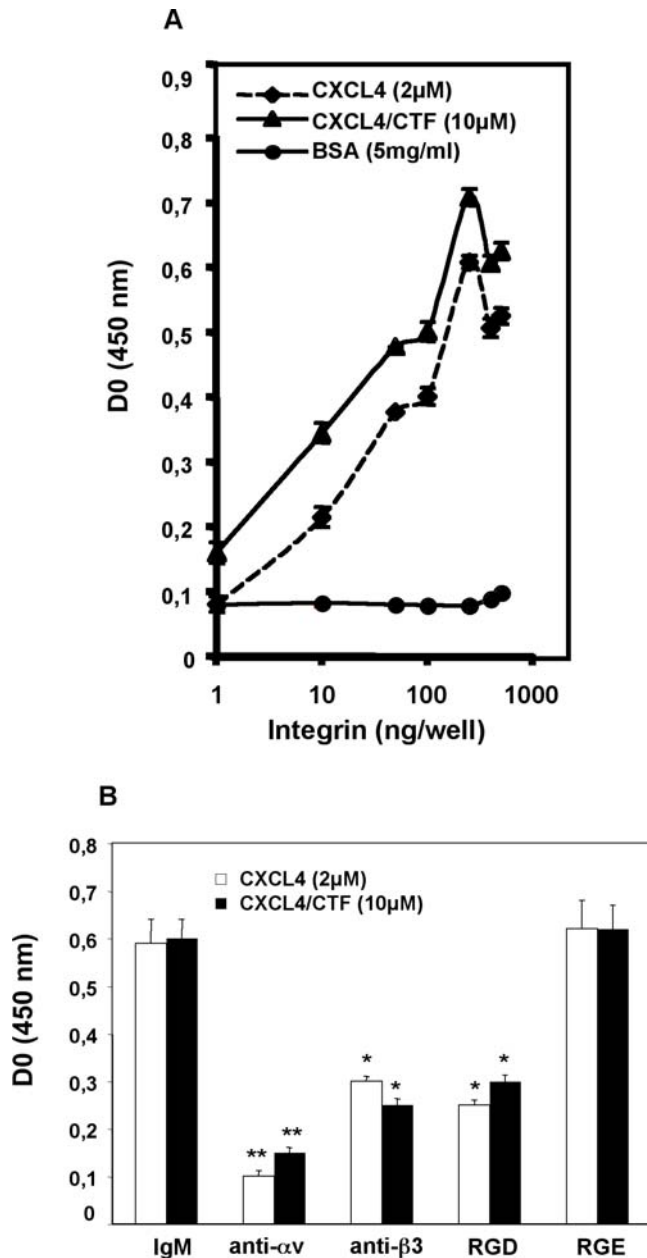 A
0,9
0,8
0,7
0,6
0,5
0,4
0,3
0,2
0,1
0
D0 (450 nm)
CXCL4 (2µM)
CXCL4/CTF (10µM)
BSA (5mg/ml)
1 10 100 1000
Integrin (ng/well)
B
0,8
0,7
0,6
0,5
0,4
0,3
0,2
0,1
0
D0 (450 nm)
CXCL4 (2µM)
CXCL4/CTF (10µM)
** ** * * * *
IgM anti-αv anti-β3 RGD RGE